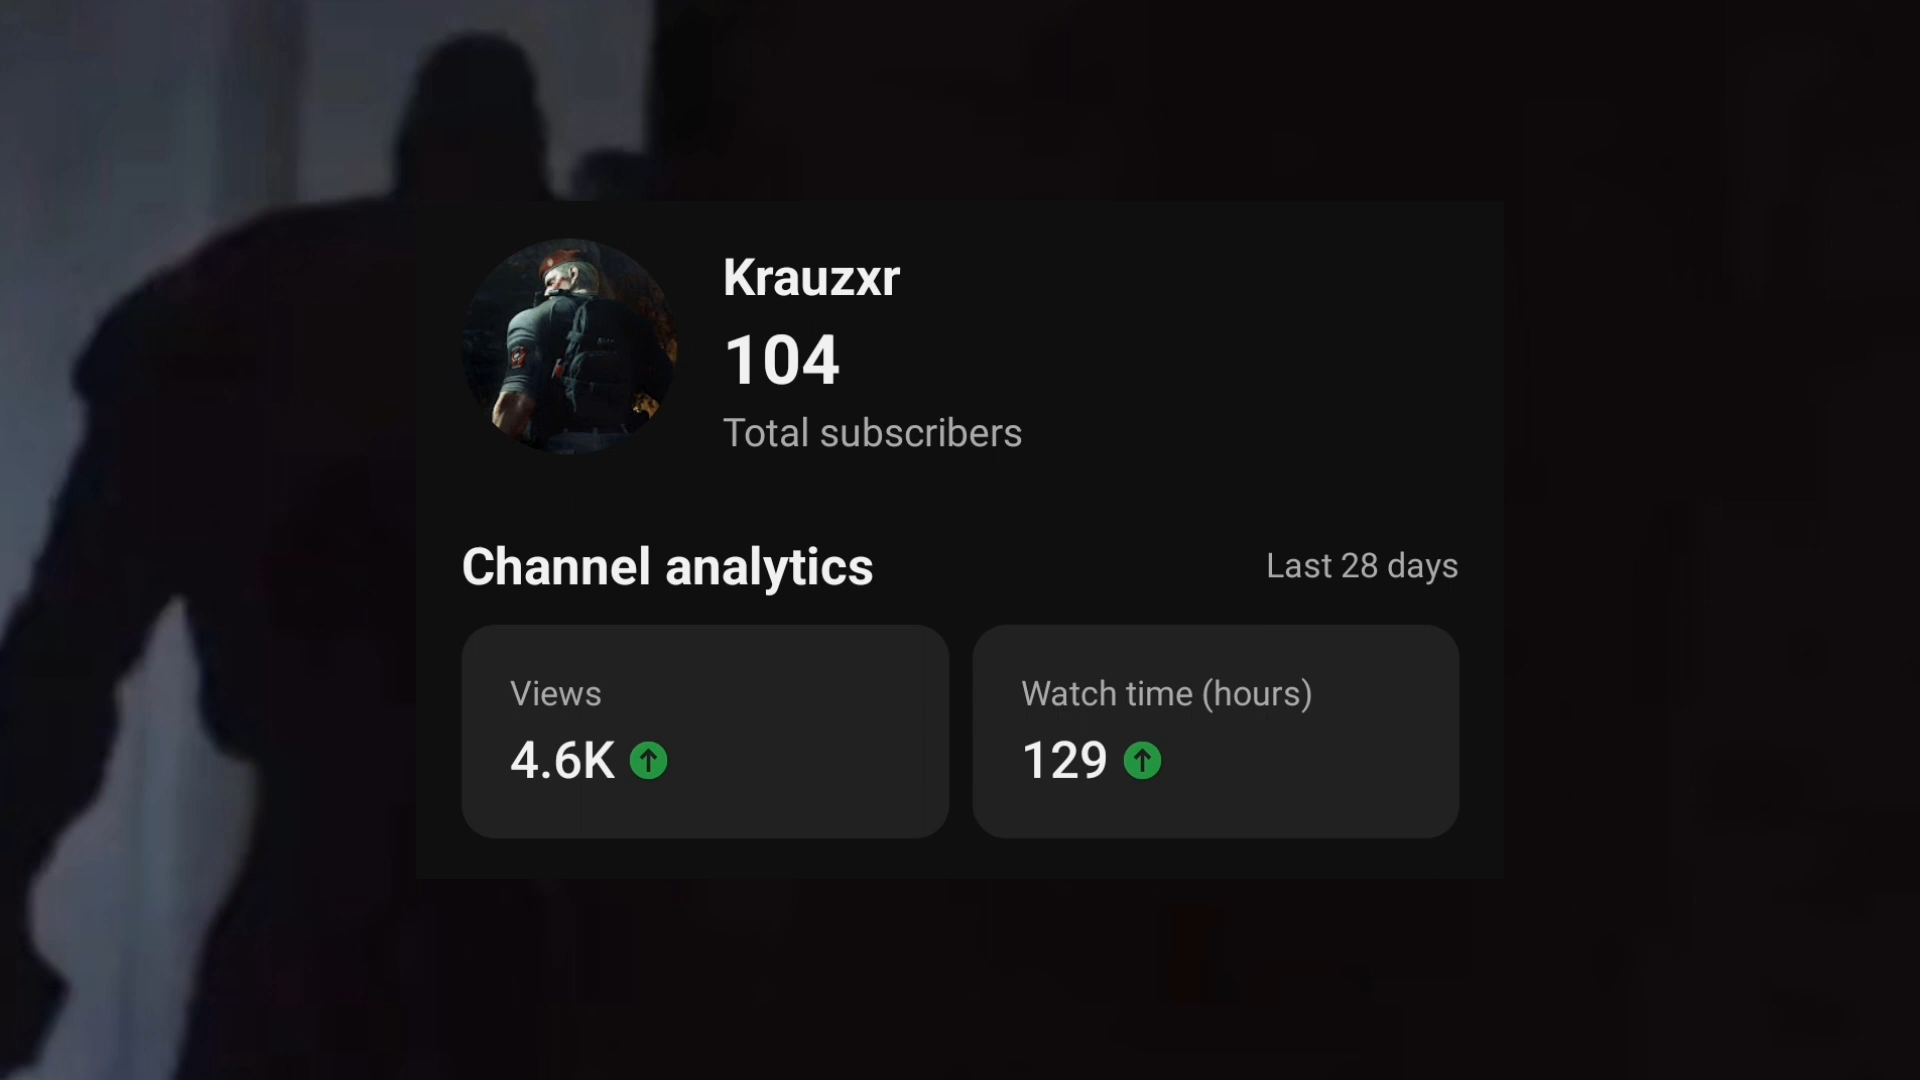 Krauzxr
104
Total subscribers
Channel analytics
Last 28 days
Views
Watch time (hours)
4.6K
129